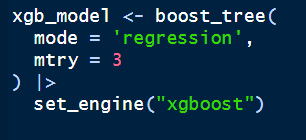 xgb_model <- boost_tree(
  mode = 'regression',
  mtry = 3
) |>
  set_engine("xgboost")